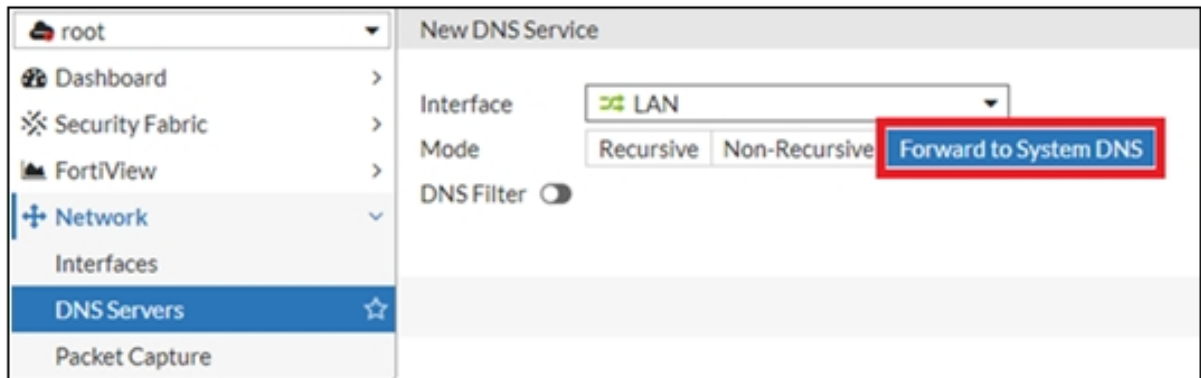 root
Dashboard
Security Fabric
FortiView
Network
Interfaces
DNS Servers
Packet Capture
New DNS Service
Interface LAN
Mode Recursive Non-Recursive Forward to System DNS
DNS Filter